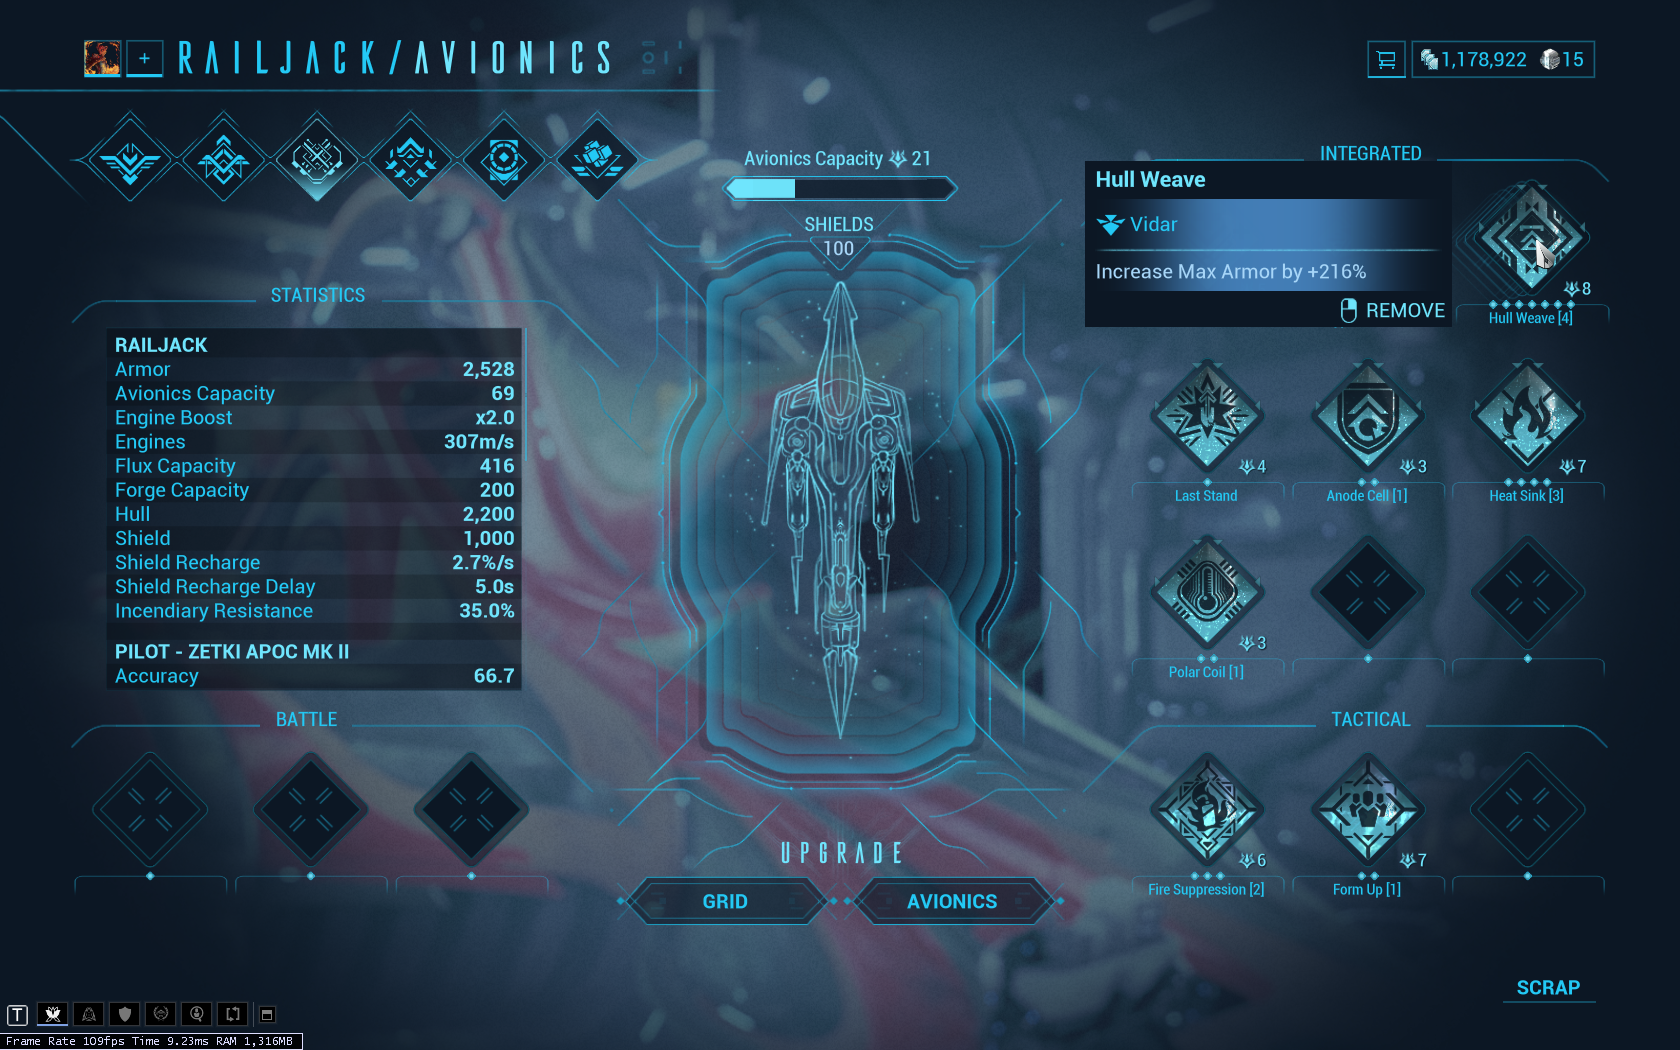 + RAILJACK/AVIONICS
1,178,922 15
Avionics Capacity 21
SHIELDS
100
INTEGRATED
Hull Weave
Vidar
Increase Max Armor by +216%
REMOVE
8
Hull Weave [4]
STATISTICS
RAILJACK
Armor 2,528
Avionics Capacity 69
Engine Boost x2.0
Engines 307m/s
Flux Capacity 416
Forge Capacity 200
Hull 2,200
Shield 1,000
Shield Recharge 2.7%/s
Shield Recharge Delay 5.0s
Incendiary Resistance 35.0%
PILOT - ZETKI APOC MK II
Accuracy 66.7
4 3 7
Last Stand Anode Cell [1] Heat Sink [3]
3
Polar Coil [1]
BATTLE
TACTICAL
6 7
Fire Suppression [2] Form Up [1]
UPGRADE
GRID AVIONICS
SCRAP
T
Frame Rate 109fps Time 9.23ms RAM 1,316MB